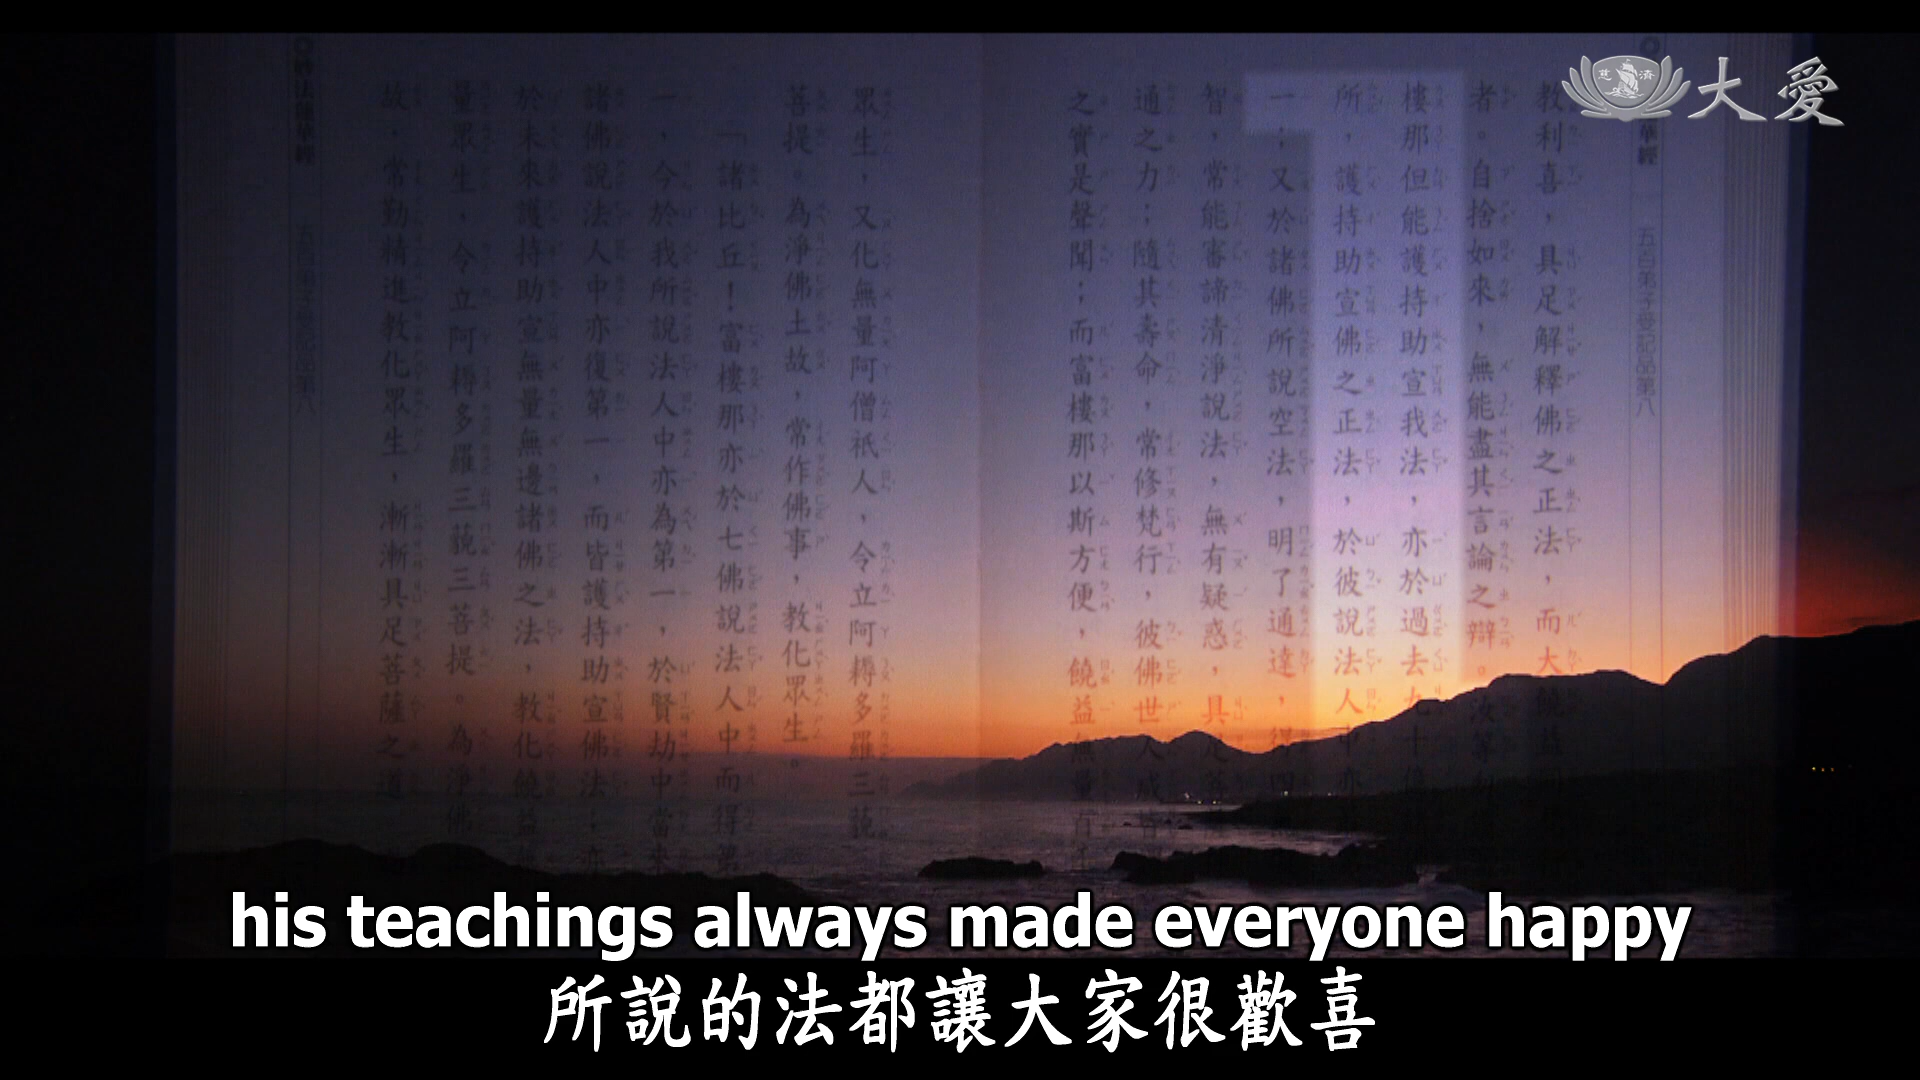 慈濟
大愛
華經
五百弟子受記品第八
教利喜，具足解釋佛之正法，而大饒益同
者。自捨如來，無能盡其言論之辯。汝等勿
樓那但能護持助宣我法，亦於過去九十億
所，護持助宣佛之正法，於彼說法人中亦
一；又於諸佛所說空法，明了通達，得四
智，常能審諦清淨說法，無有疑惑，具足菩
通之力；隨其壽命，常修梵行，彼佛世人咸皆
之實是聲聞；而富樓那以斯方便，饒益無量百千
眾生，又化無量阿僧祇人，令立阿耨多羅三藐
菩提。為淨佛土故，常作佛事，教化眾生。
「諸比丘！富樓那亦於七佛說法人中而得第
一，今於我所說法人中亦為第一，於賢劫中當來
諸佛說法人中亦復第一，而皆護持助宣佛法；亦
於未來護持助宣無量無邊諸佛之法，教化饒益
量眾生，令立阿耨多羅三藐三菩提。為淨佛
故，常勤精進教化眾生，漸漸具足菩薩之道
妙法蓮華經
五百弟子受記品第八
1
his teachings always made everyone happy
所說的法都讓大家很歡喜